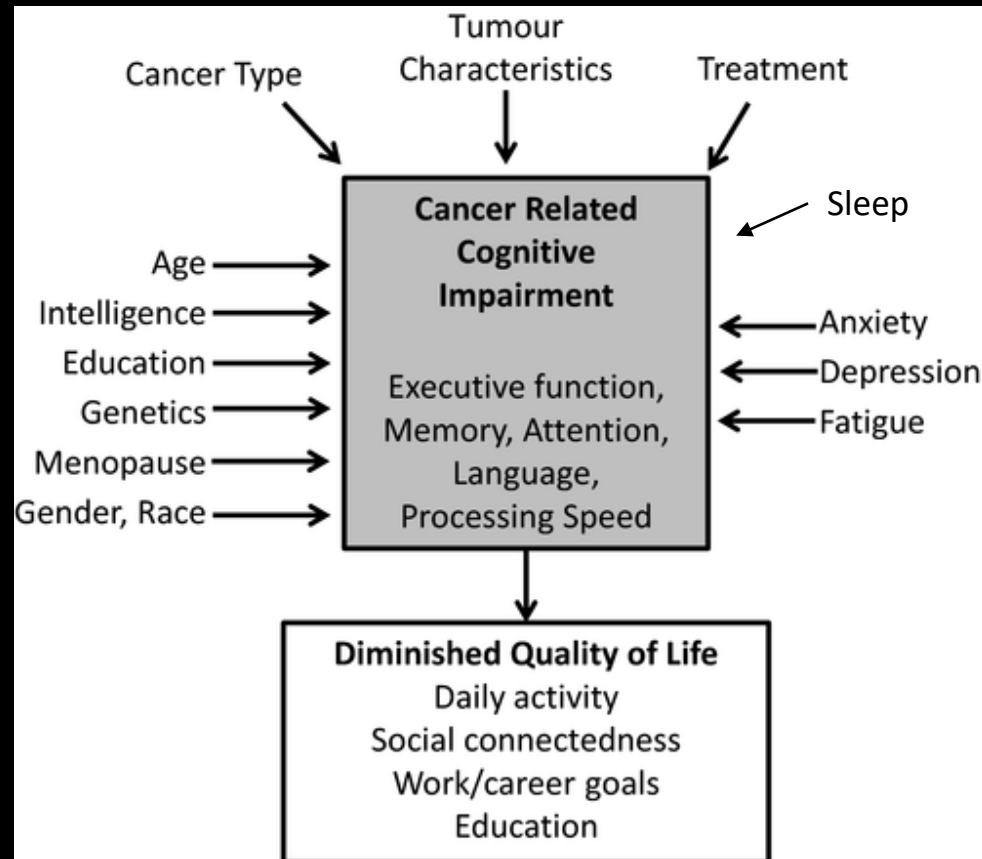 Tumour
Characteristics
Cancer Type
Treatment
Sleep
Cancer Related
Cognitive
Impairment
Executive function,
Memory, Attention,
Language,
Processing Speed
Age
Intelligence
Education
Genetics
Menopause
Gender, Race
Anxiety
Depression
Fatigue
Diminished Quality of Life
Daily activity
Social connectedness
Work/career goals
Education